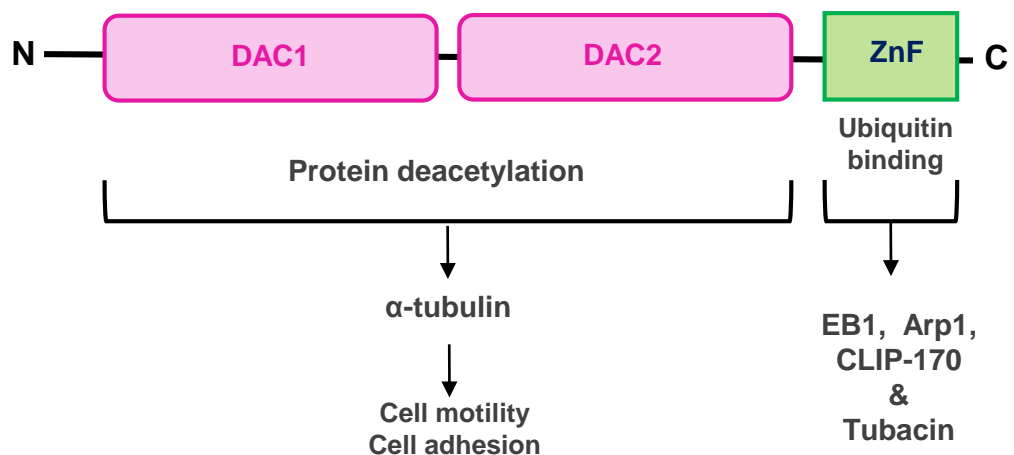 N DAC1 DAC2 ZnF C
Ubiquitin
binding
Protein deacetylation
α-tubulin
EB1, Arp1,
CLIP-170
&
Tubacin
Cell motility
Cell adhesion